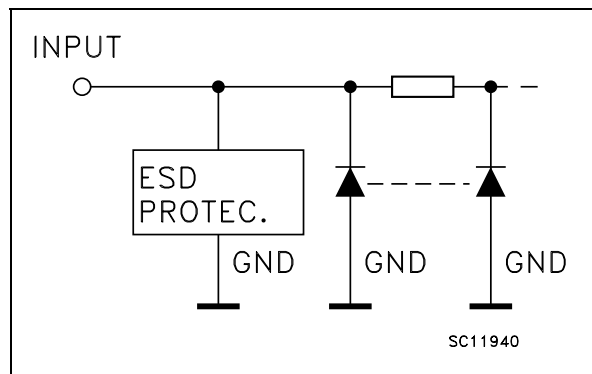 INPUT
ESD
PROTEC.
GND
GND
GND
SC11940